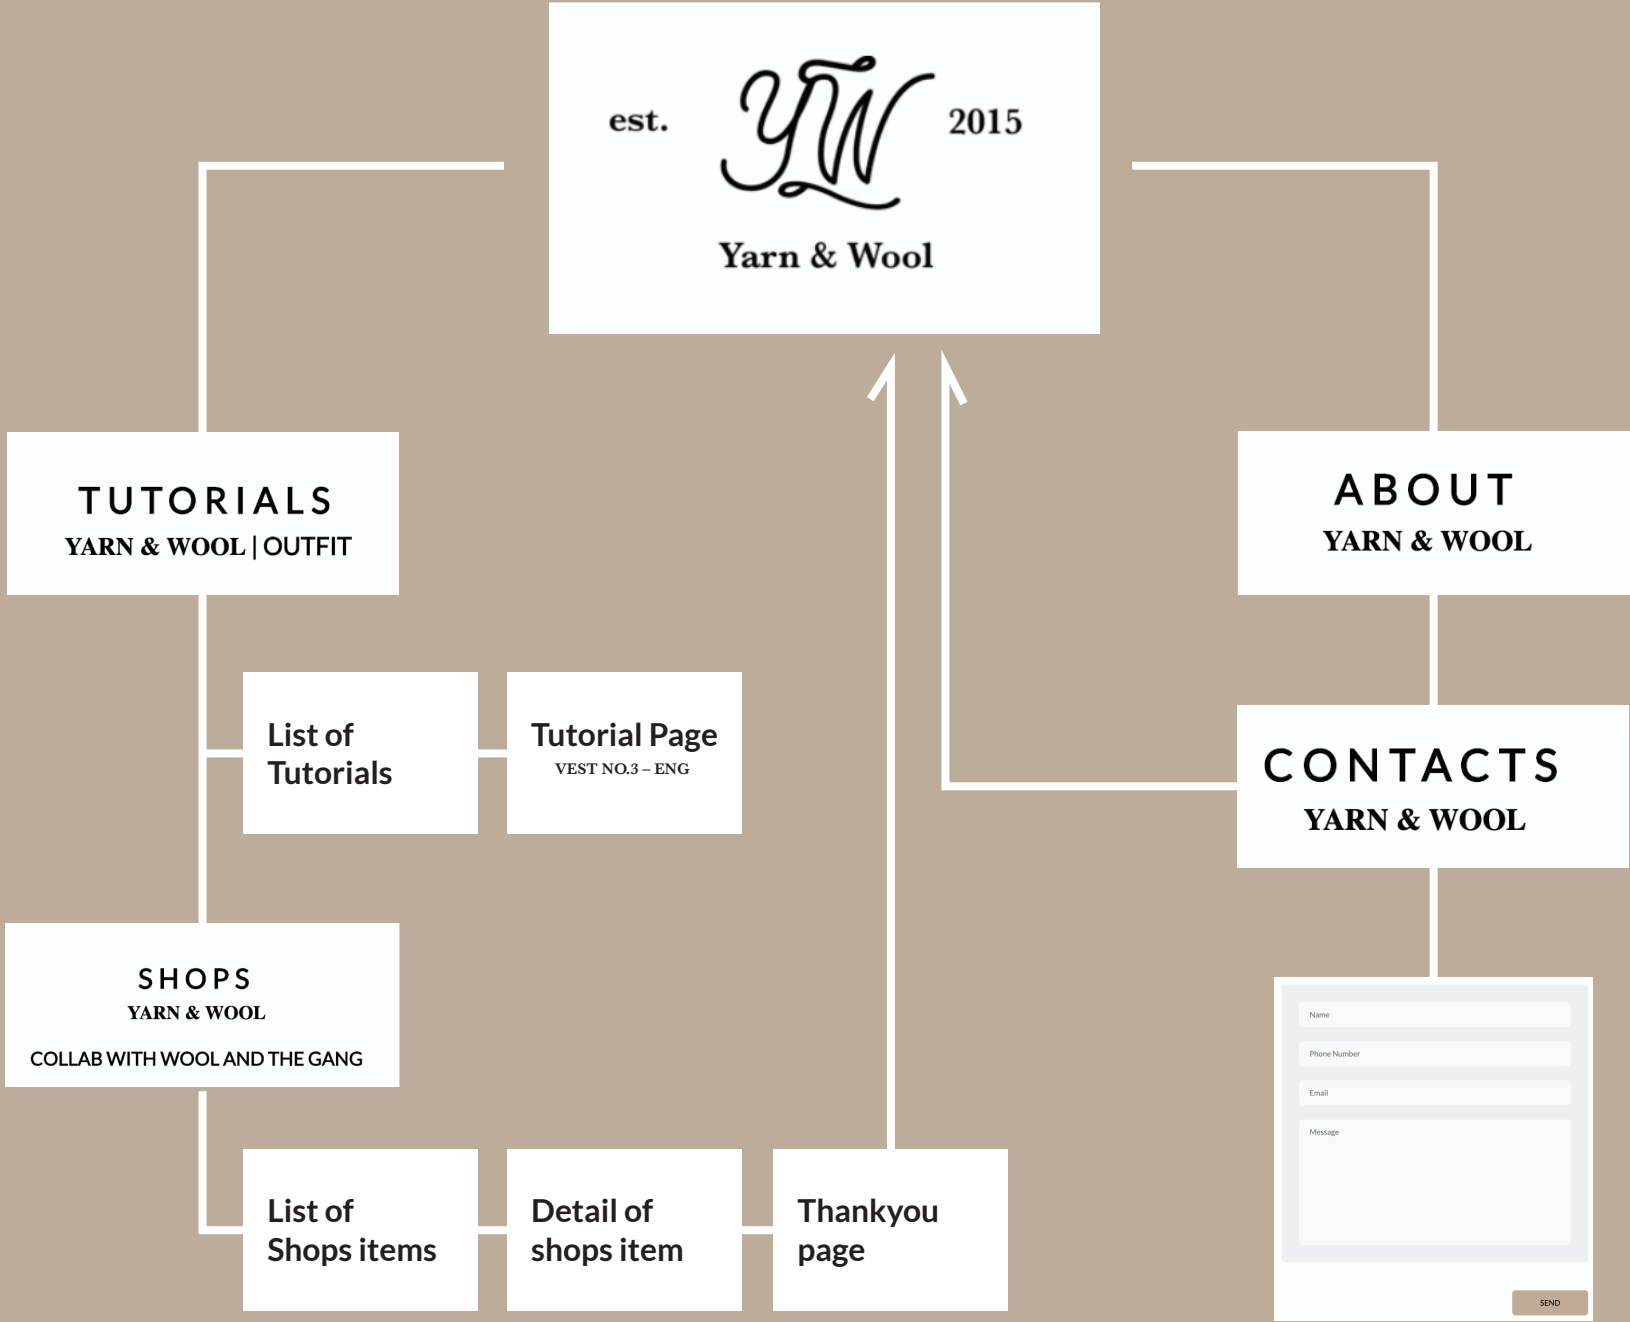 est.
YW
2015
Yarn & Wool
TUTORIALS
YARN & WOOL | OUTFIT
ABOUT
YARN & WOOL
List of
Tutorials
Tutorial Page
VEST NO.3 – ENG
CONTACTS
YARN & WOOL
SHOPS
YARN & WOOL
COLLAB WITH WOOL AND THE GANG
Name
Phone Number
Email
Message
List of
Shops items
Detail of
shops item
Thankyou
page
SEND